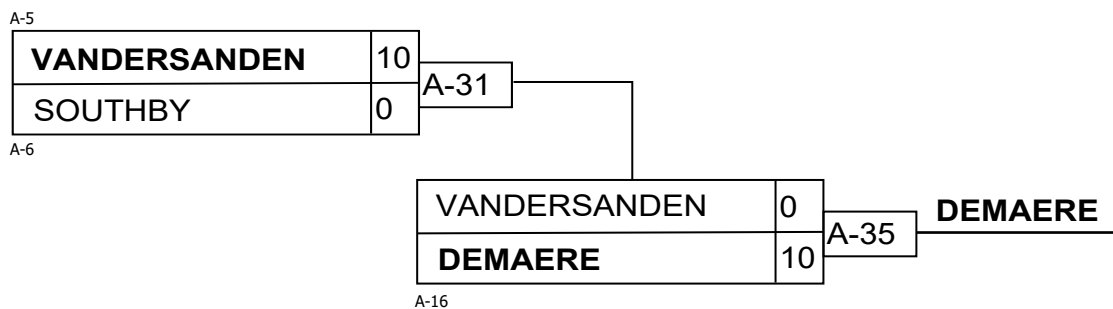 A-5
VANDERSANDEN 10
A-31
SOUTHBY 0
A-6
VANDERSANDEN 0
DEMAERE
A-35
DEMAERE 10
A-16